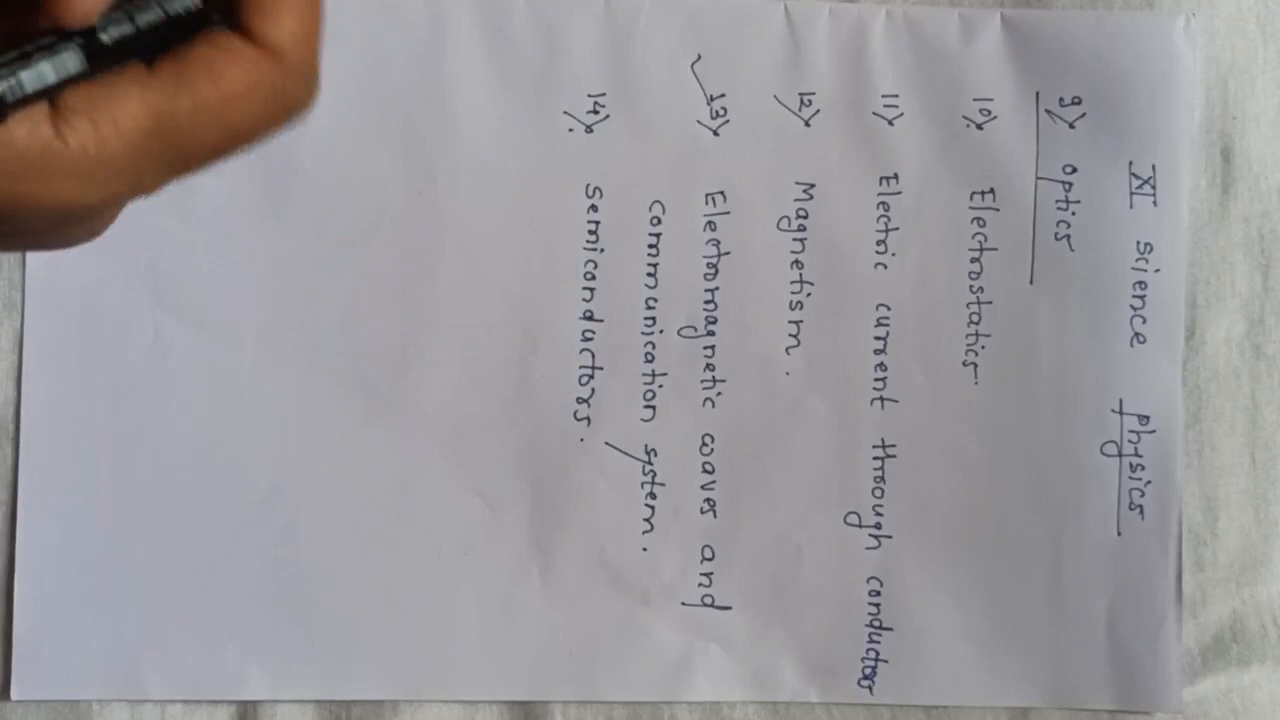 XI science physics
9) optics
10) Electrostatics.
11) Electric current through conductors
12) Magnetism.
13) Electromagnetic waves and
communication system.
14) semiconductors.